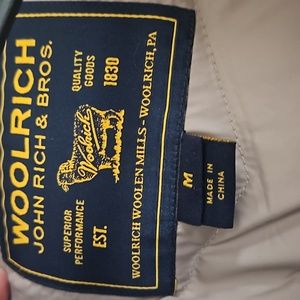 WOOLRICH
JOHN RICH & BROS.
SUPERIOR
PERFORMANCE
QUALITY
GOODS
Woolrich
EST.
1830
WOOLRICH WOOLEN MILLS - WOOLRICH, PA
M
MADE IN
CHINA